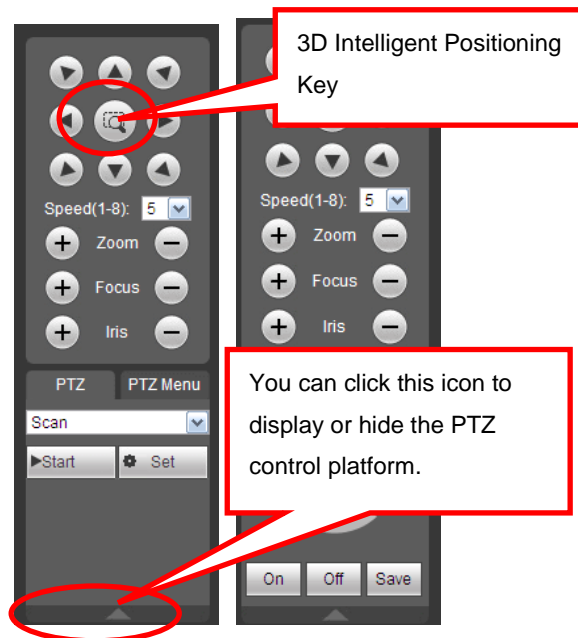 3D Intelligent Positioning
Key
Speed(1-8): 5
Zoom
Focus
Iris
PTZ PTZ Menu
Scan
Start Set
Speed(1-8): 5
Zoom
Focus
Iris
You can click this icon to
display or hide the PTZ
control platform.
On Off Save